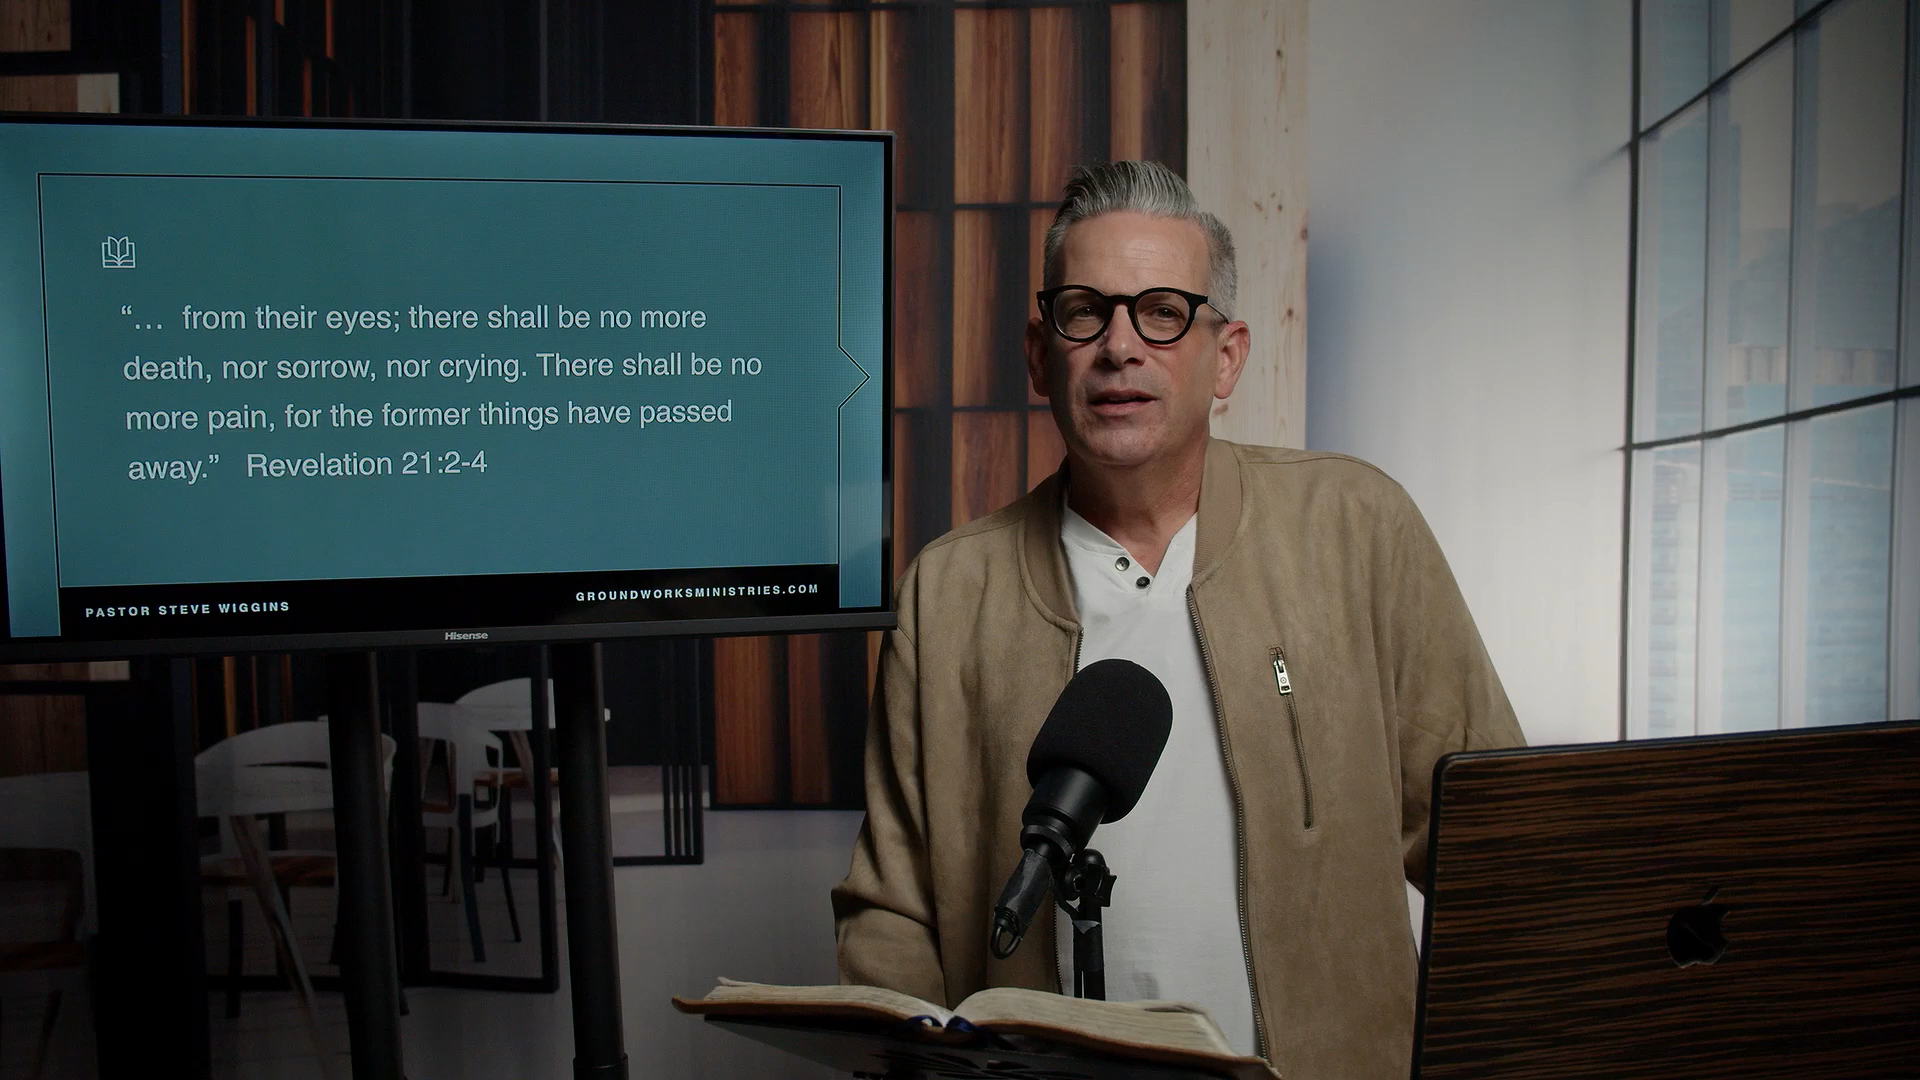 “… from their eyes; there shall be no more
death, nor sorrow, nor crying. There shall be no
more pain, for the former things have passed
away.” Revelation 21:2-4
PASTOR STEVE WIGGINS
GROUNDWORKSMINISTRIES.COM
Hisense